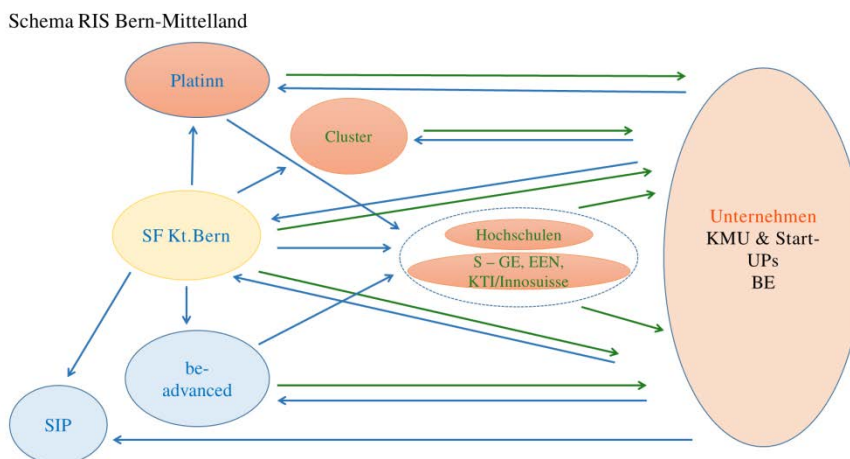 Schema RIS Bern-Mittelland
Platinn
Cluster
SF Kt.Bern
Hochschulen
S – GE, EEN,
KTI/Innosuisse
Unternehmen
KMU & Start-
UPs
BE
be-
advanced
SIP